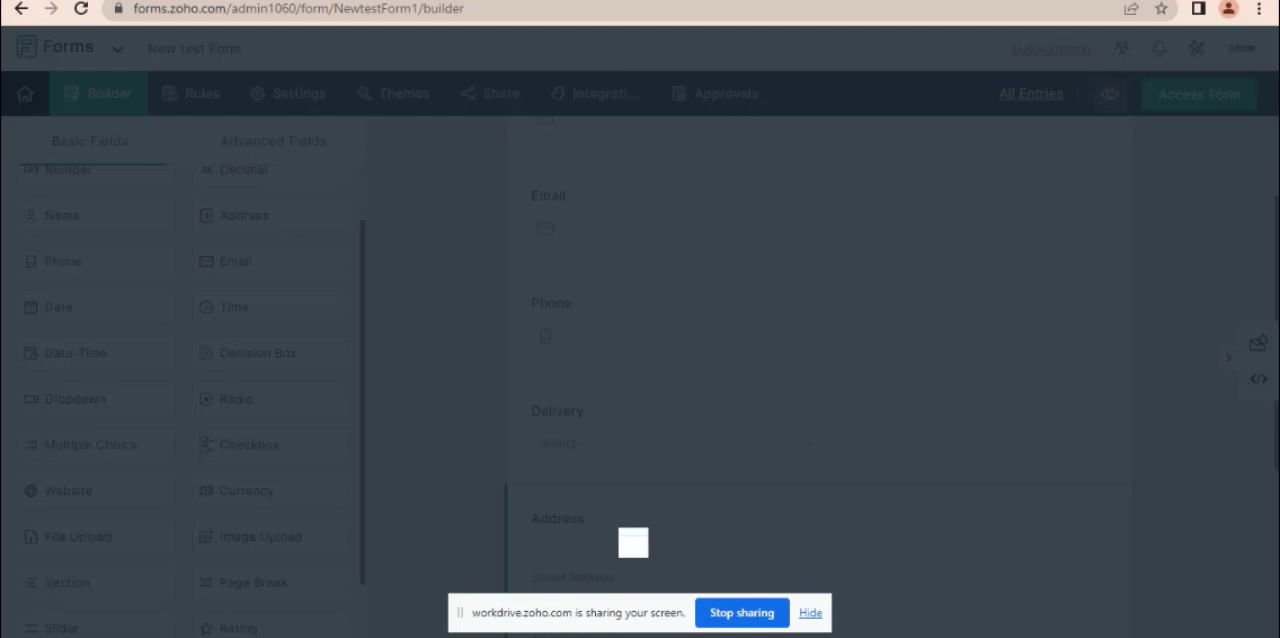 forms.zoho.com/admin1060/form/NewtestForm1/builder
Forms
New test Form
Builder
Rules
Settings
Themes
Share
Integrati...
Approvals
All Entries
Access Form
Basic Fields
Advanced Fields
Number
Decimal
Name
Address
Phone
Email
Date
Time
Date-Time
Decision Box
Dropdown
Radio
Multiple Choice
Checkbox
Website
Currency
File Upload
Image Upload
Section
Page Break
Slider
Rating
Email
Phone
Delivery
Address
Street Address
workdrive.zoho.com is sharing your screen.
Stop sharing
Hide